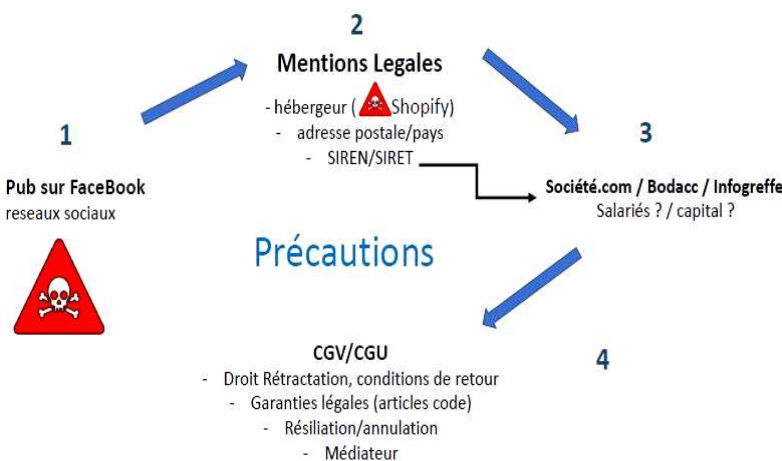 1
Pub sur FaceBook
reseaux sociaux
2
Mentions Legales
- hébergeur ( Shopify)
- adresse postale/pays
- SIREN/SIRET
3
Société.com / Bodacc / Infogreffe
Salariés ? / capital ?
Précautions
4
CGV/CGU
- Droit Rétractation, conditions de retour
- Garanties légales (articles code)
- Résiliation/annulation
- Médiateur